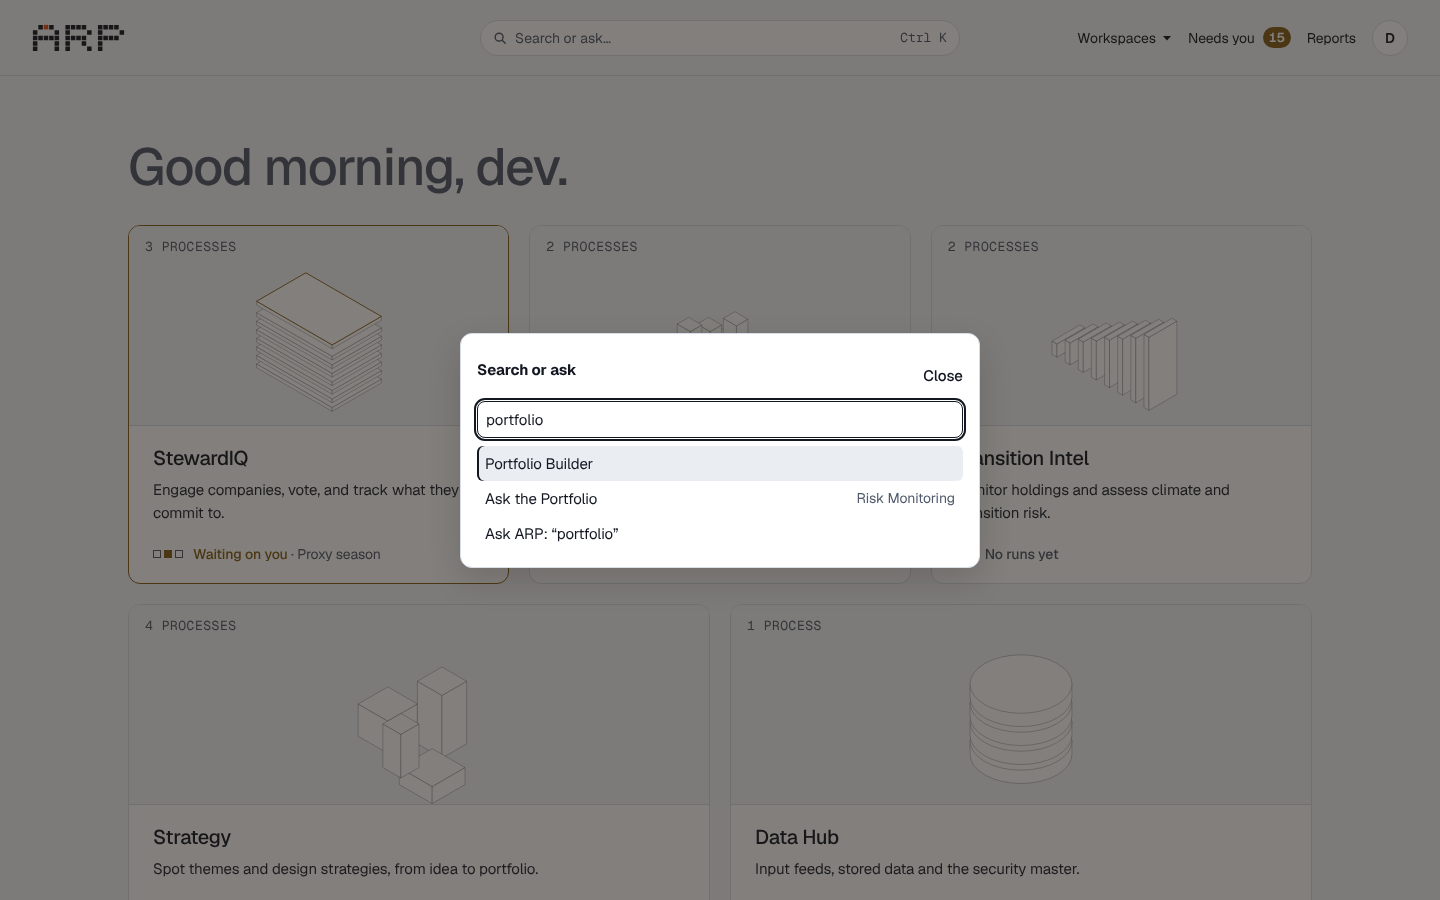 ARP
Search or ask...
Ctrl K
Workspaces
Needs you 15
Reports
D
Good morning, dev.
3 PROCESSES
2 PROCESSES
2 PROCESSES
Search or ask
Close
portfolio
Portfolio Builder
Ask the Portfolio
Risk Monitoring
Ask ARP: “portfolio”
StewardIQ
Engage companies, vote, and track what they
commit to.
Waiting on you · Proxy season
ansition Intel
nitor holdings and assess climate and
nsition risk.
No runs yet
4 PROCESSES
1 PROCESS
Strategy
Spot themes and design strategies, from idea to portfolio.
Data Hub
Input feeds, stored data and the security master.